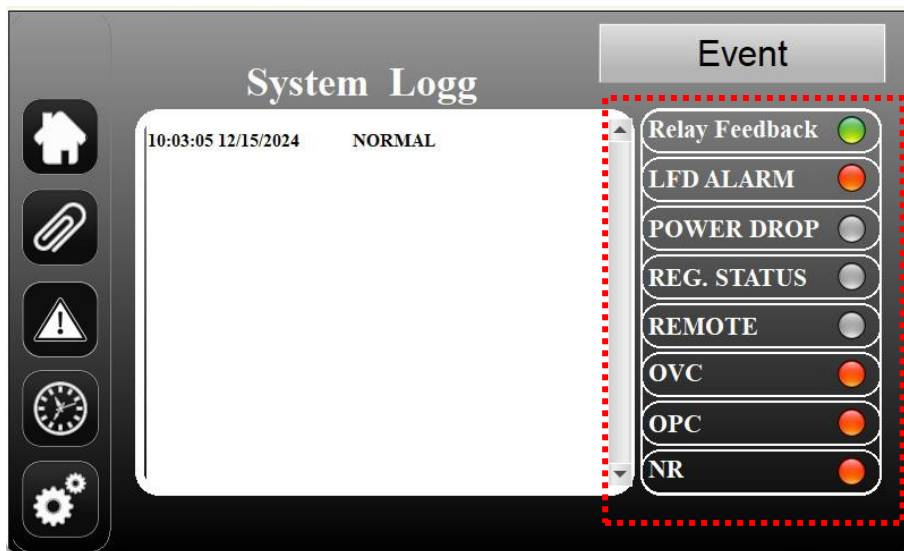 Event
System Logg
10:03:05 12/15/2024 NORMAL
Relay Feedback
LFD ALARM
POWER DROP
REG. STATUS
REMOTE
OVC
OPC
NR